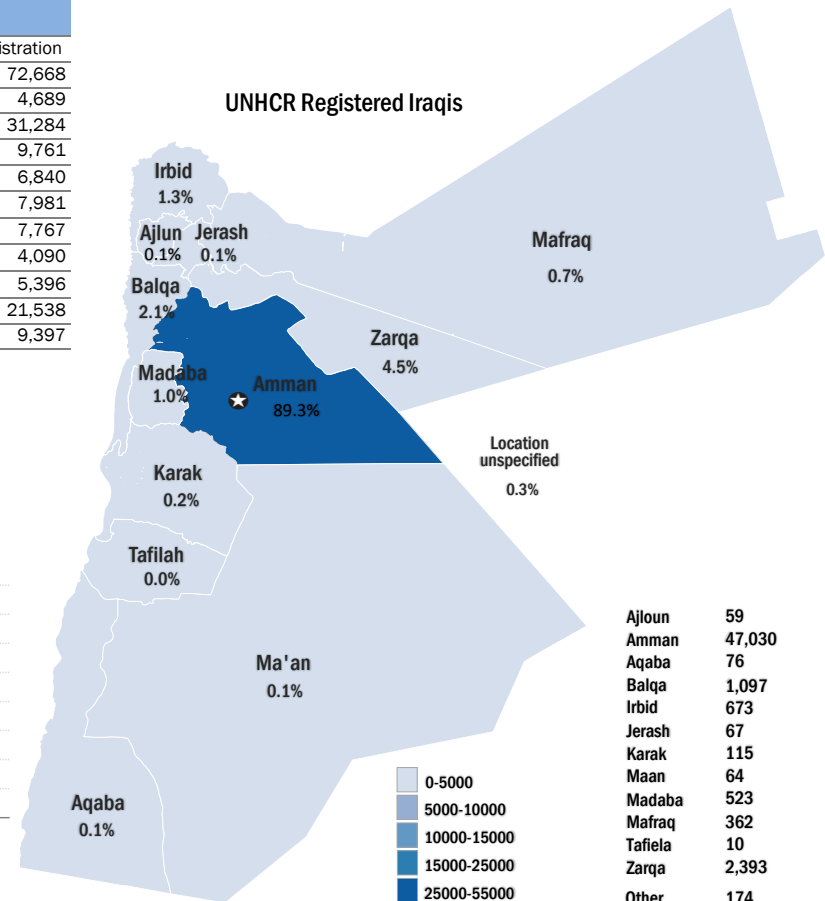 istration
72,668
4,689
31,284
9,761
6,840
7,981
7,767
4,090
5,396
21,538
9,397
UNHCR Registered Iraqis
Irbid
1.3%
Ajlun
0.1%
Jerash
0.1%
Mafraq
0.7%
Balqa
2.1%
Zarqa
4.5%
Madaba
1.0%
Amman
89.3%
Location
unspecified
0.3%
Karak
0.2%
Tafilah
0.0%
Ma'an
0.1%
Aqaba
0.1%
0-5000
5000-10000
10000-15000
15000-25000
25000-55000
Ajloun 59
Amman 47,030
Aqaba 76
Balqa 1,097
Irbid 673
Jerash 67
Karak 115
Maan 64
Madaba 523
Mafraq 362
Tafiela 10
Zarqa 2,393
Other 174